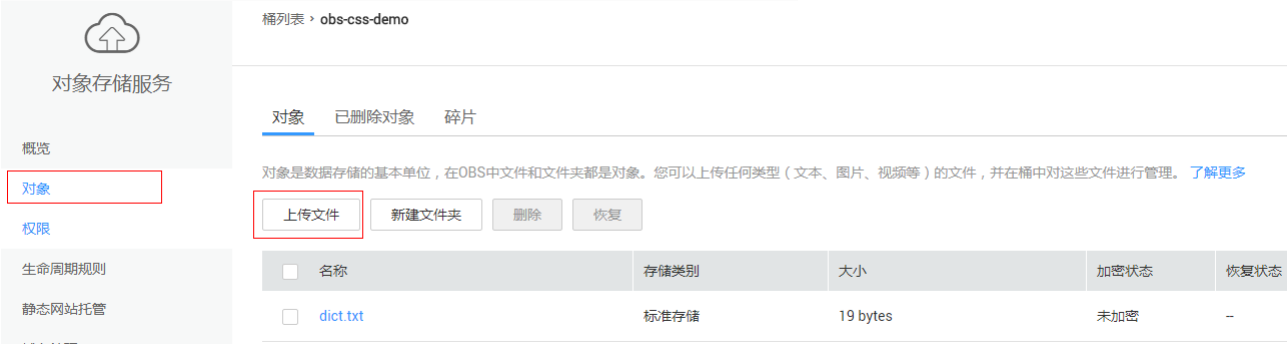 对象存储服务
概览
对象
权限
生命周期规则
静态网站托管
桶列表 › obs-css-demo
对象 已删除对象 碎片
对象是数据存储的基本单位，在OBS中文件和文件夹都是对象。您可以上传任何类型（文本、图片、视频等）的文件，并在桶中对这些文件进行管理。 了解更多
上传文件 新建文件夹 删除 恢复
名称 存储类别 大小 加密状态 恢复状态
dict.txt 标准存储 19 bytes 未加密 --